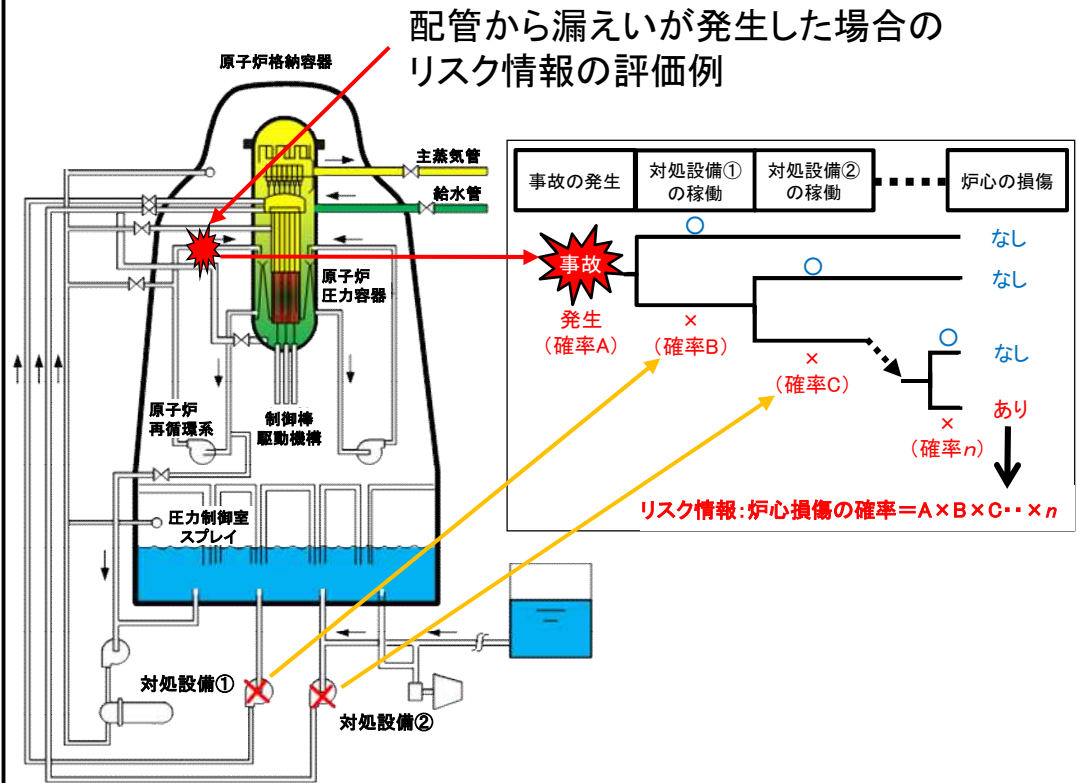 配管から漏えいが発生した場合の
リスク情報の評価例
原子炉格納容器
主蒸気管
給水管
原子炉
圧力容器
原子炉
再循環系
制御棒
駆動機構
圧力制御室
スプレイ
対処設備①
対処設備②
事故の発生
対処設備①
の稼働
対処設備②
の稼働
炉心の損傷
事故
発生
(確率A)
○
なし
×
(確率B)
○
なし
×
(確率C)
○
なし
×
(確率n)
あり
リスク情報:炉心損傷の確率=A×B×C・・×n